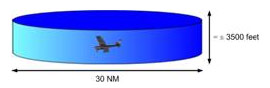 = ± 3500 feet
30 NM